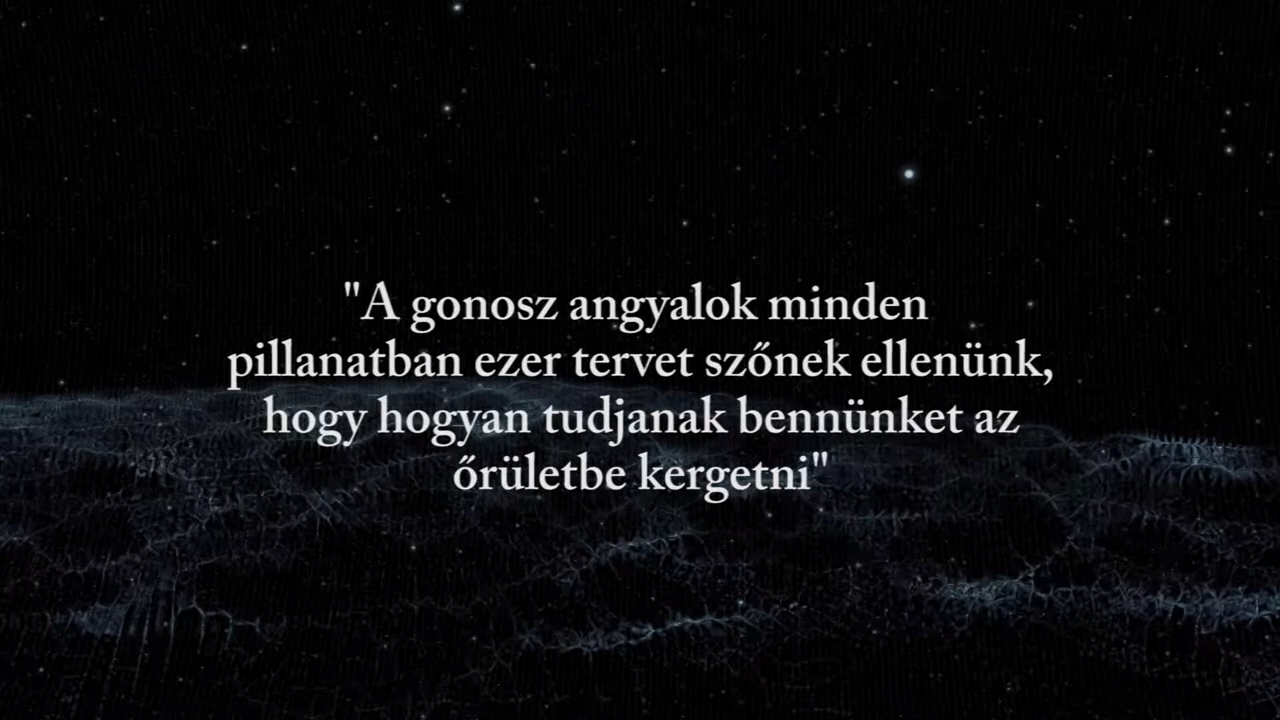 "A gonosz angyalok minden
pillanatban ezer tervet szőnek ellenünk,
hogy hogyan tudjanak bennünket az
őrületbe kergetni"